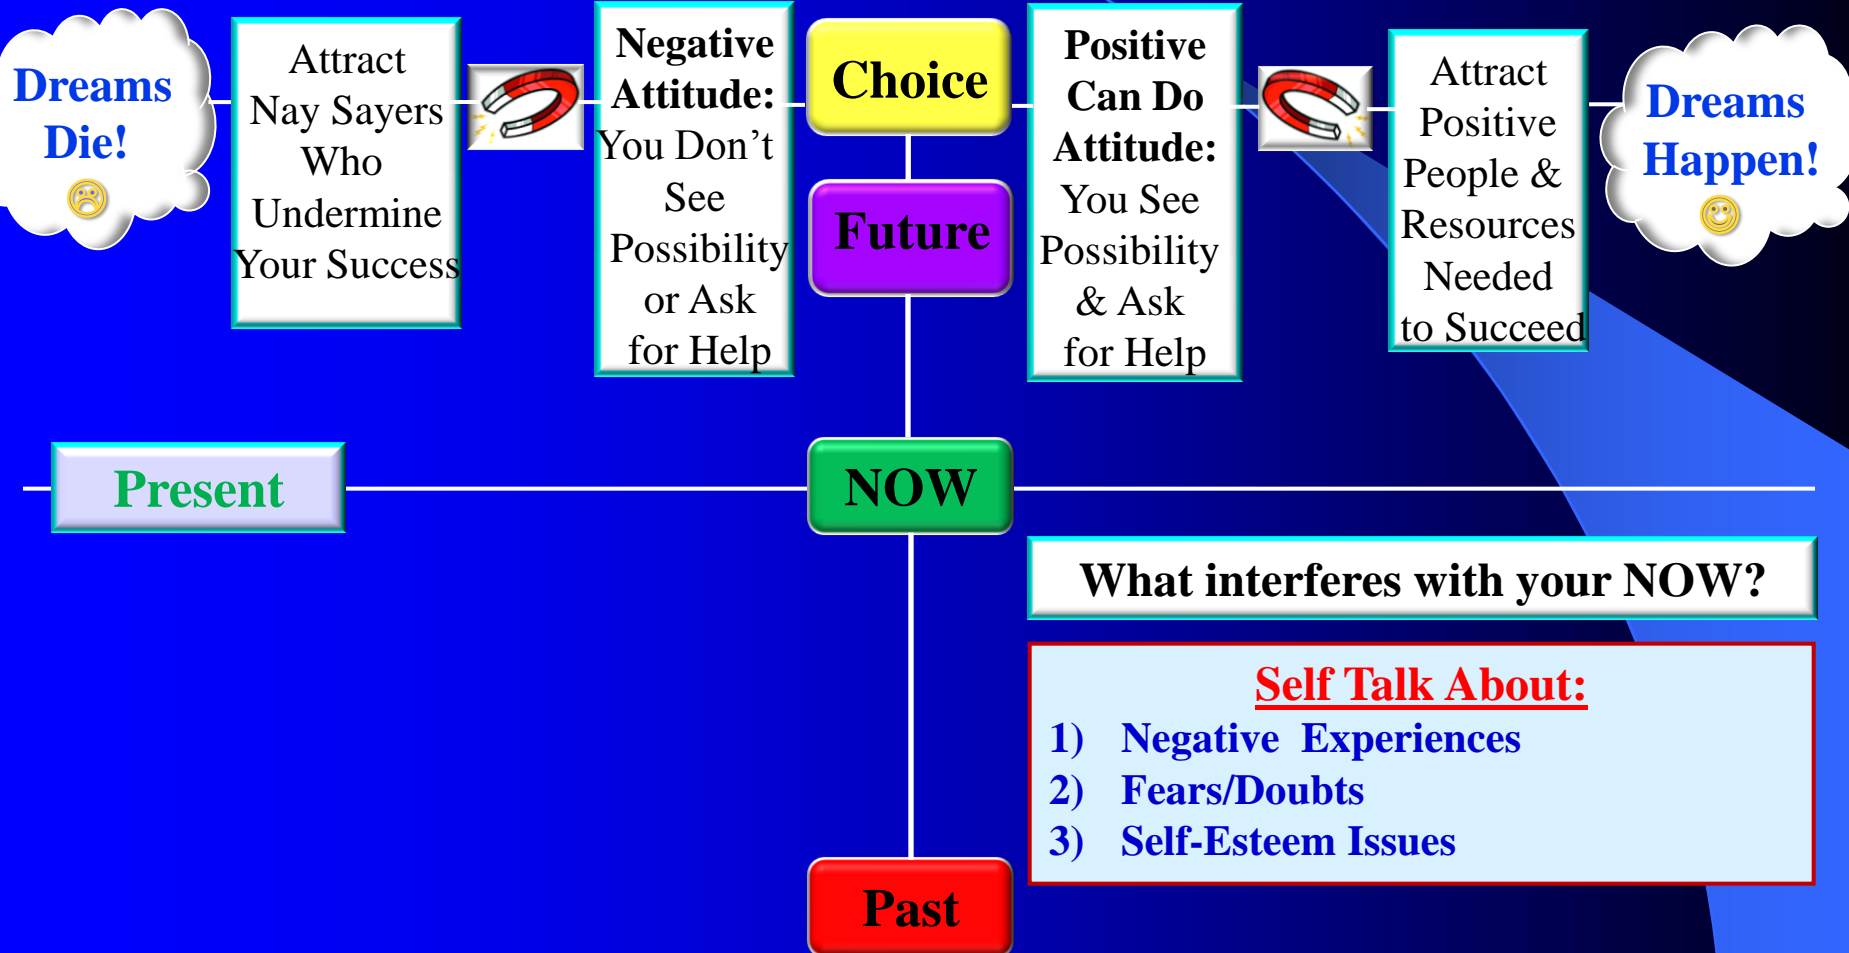 Dreams
Die!
Attract
Nay Sayers
Who
Undermine
Your Success
Negative
Attitude:
You Don’t
See
Possibility
or Ask
for Help
Choice
Future
Positive
Can Do
Attitude:
You See
Possibility
& Ask
for Help
Attract
Positive
People &
Resources
Needed
to Succeed
Dreams
Happen!
Present
NOW
What interferes with your NOW?
Self Talk About:
1) Negative Experiences
2) Fears/Doubts
3) Self-Esteem Issues
Past